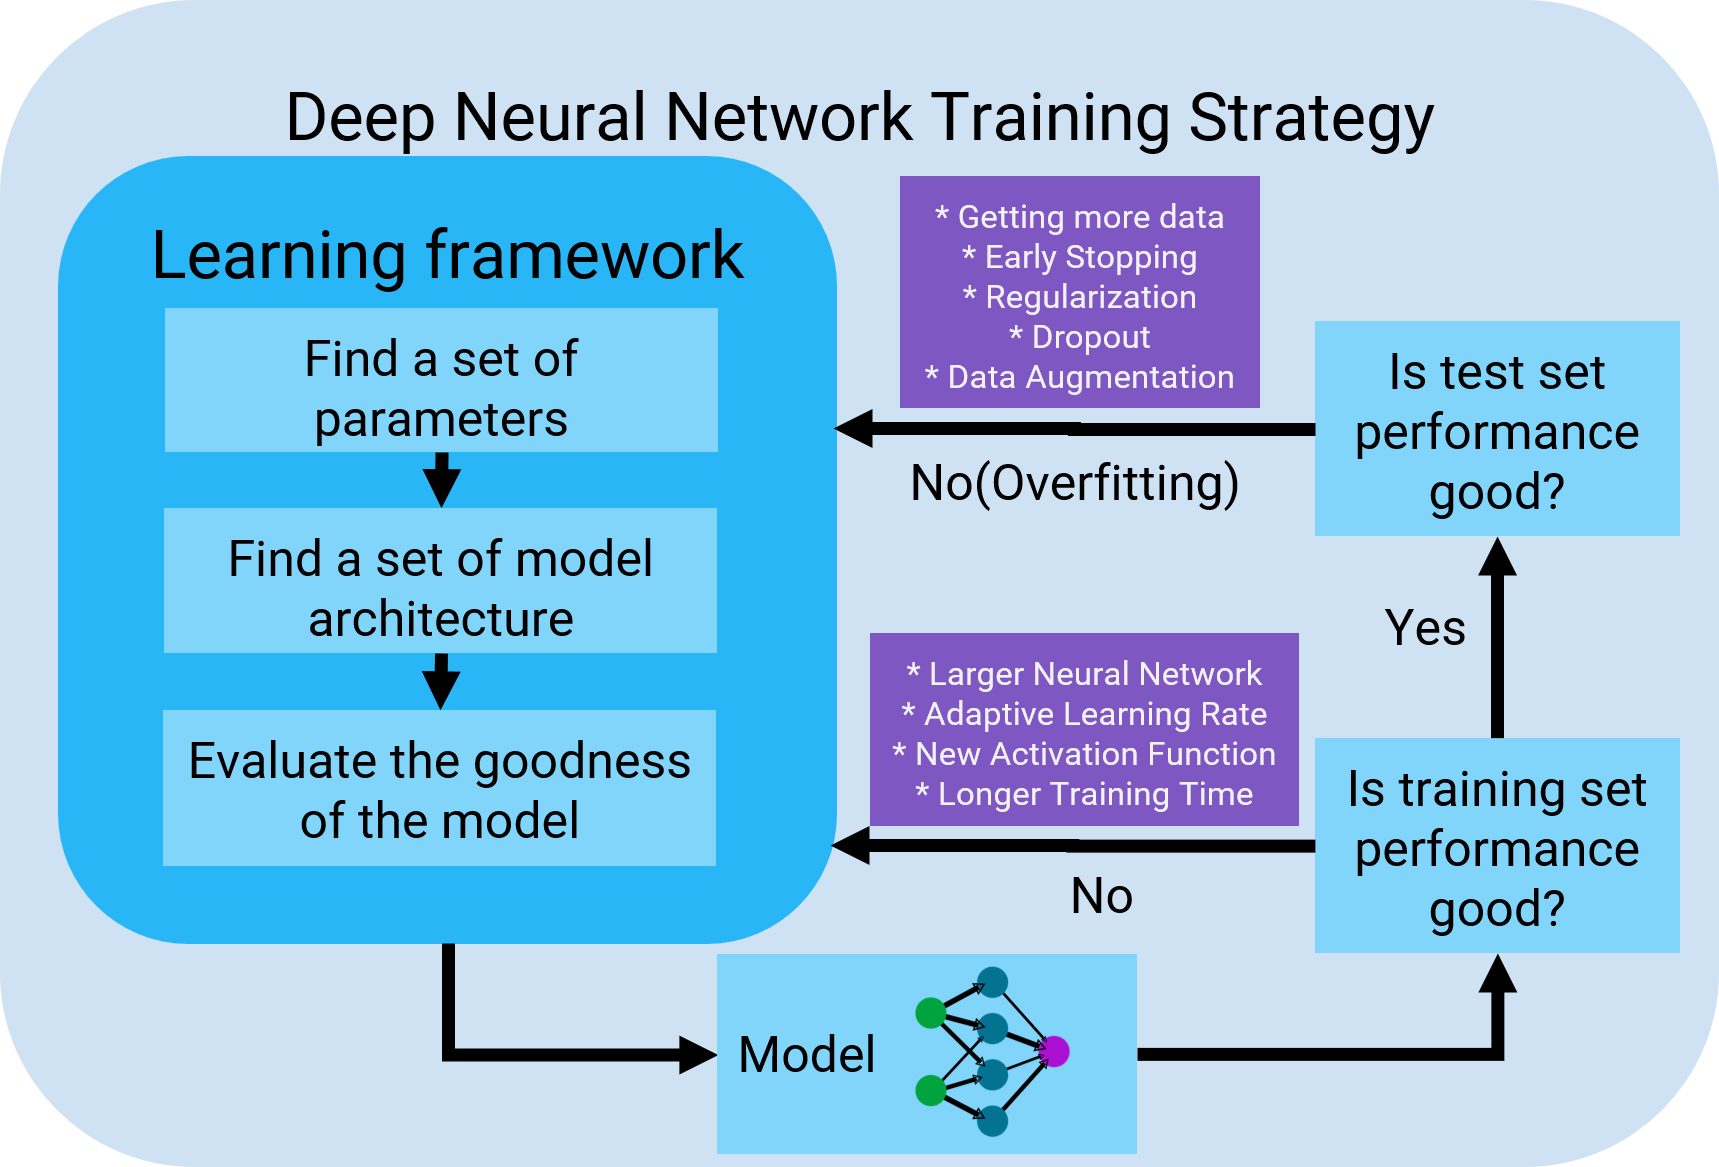 Deep Neural Network Training Strategy
Learning framework
Find a set of
parameters
Find a set of model
architecture
Evaluate the goodness
of the model
* Getting more data
* Early Stopping
* Regularization
* Dropout
* Data Augmentation
No(Overfitting)
Is test set
performance
good?
Yes
* Larger Neural Network
* Adaptive Learning Rate
* New Activation Function
* Longer Training Time
No
Is training set
performance
good?
Model